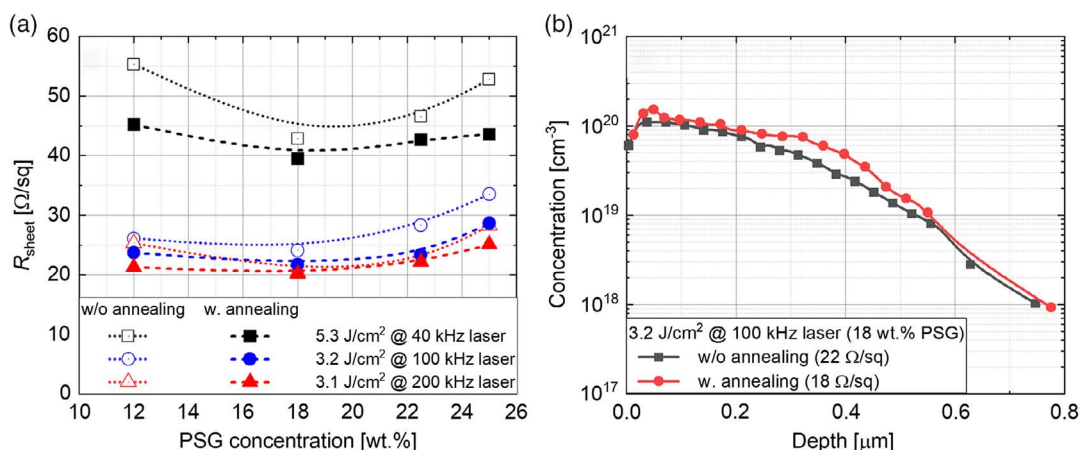 (a)
60
50
40
30
20
10
0
R_sheet [Ω/sq]
w/o annealing w. annealing
5.3 J/cm² @ 40 kHz laser
3.2 J/cm² @ 100 kHz laser
3.1 J/cm² @ 200 kHz laser
12 14 16 18 20 22 24 26
PSG concentration [wt.%]
(b)
10²¹
10²⁰
10¹⁹
10¹⁸
10¹⁷
Concentration [cm⁻³]
3.2 J/cm² @ 100 kHz laser (18 wt.% PSG)
w/o annealing (22 Ω/sq)
w. annealing (18 Ω/sq)
0.0 0.2 0.4 0.6 0.8
Depth [μm]